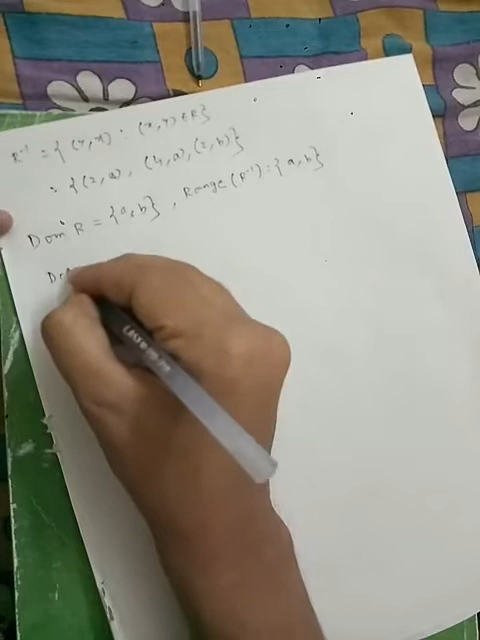 R⁻¹ = { (y,x) : (x,y) ∈ R}
= {(2,a), (4,a), (2,b)}
Dom R = {a,b} , Range (R⁻¹) = {a,b}